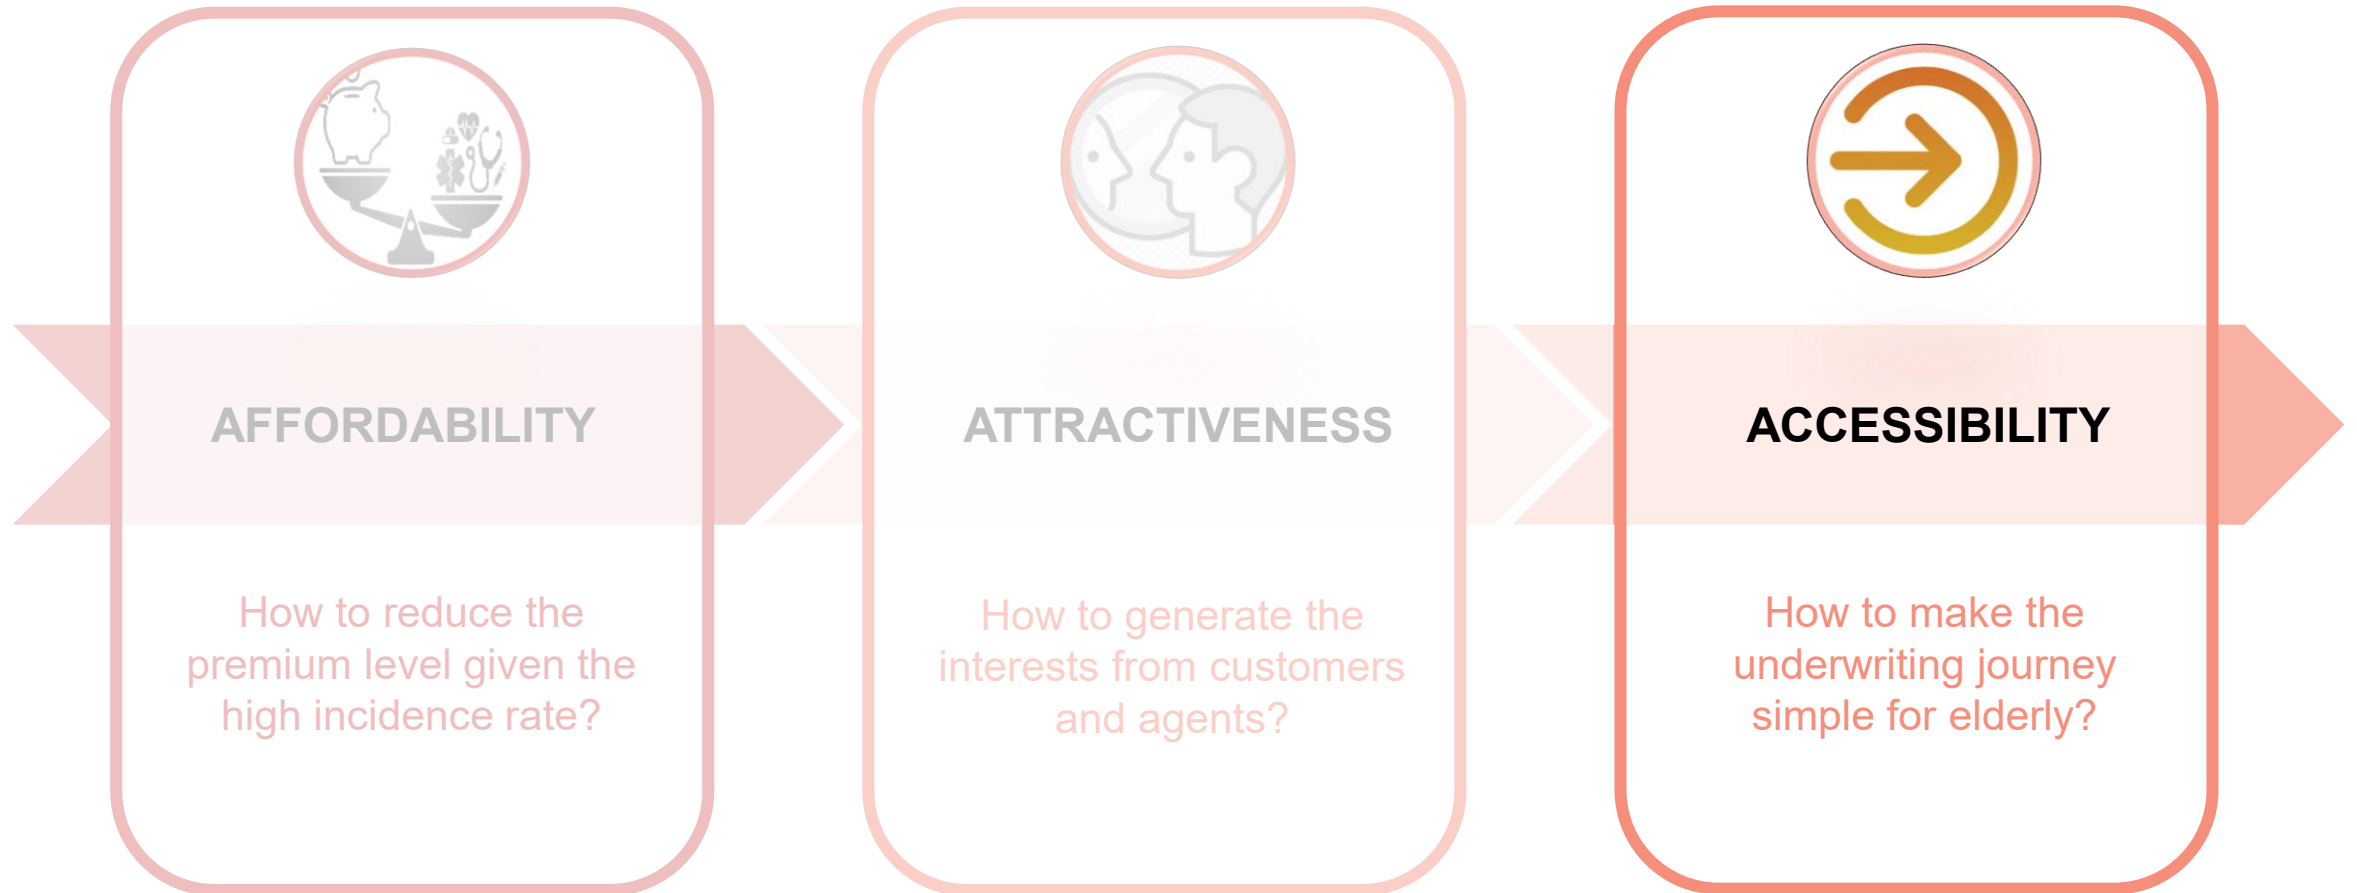 AFFORDABILITY
How to reduce the
premium level given the
high incidence rate?
ATTRACTIVENESS
How to generate the
interests from customers
and agents?
ACCESSIBILITY
How to make the
underwriting journey
simple for elderly?